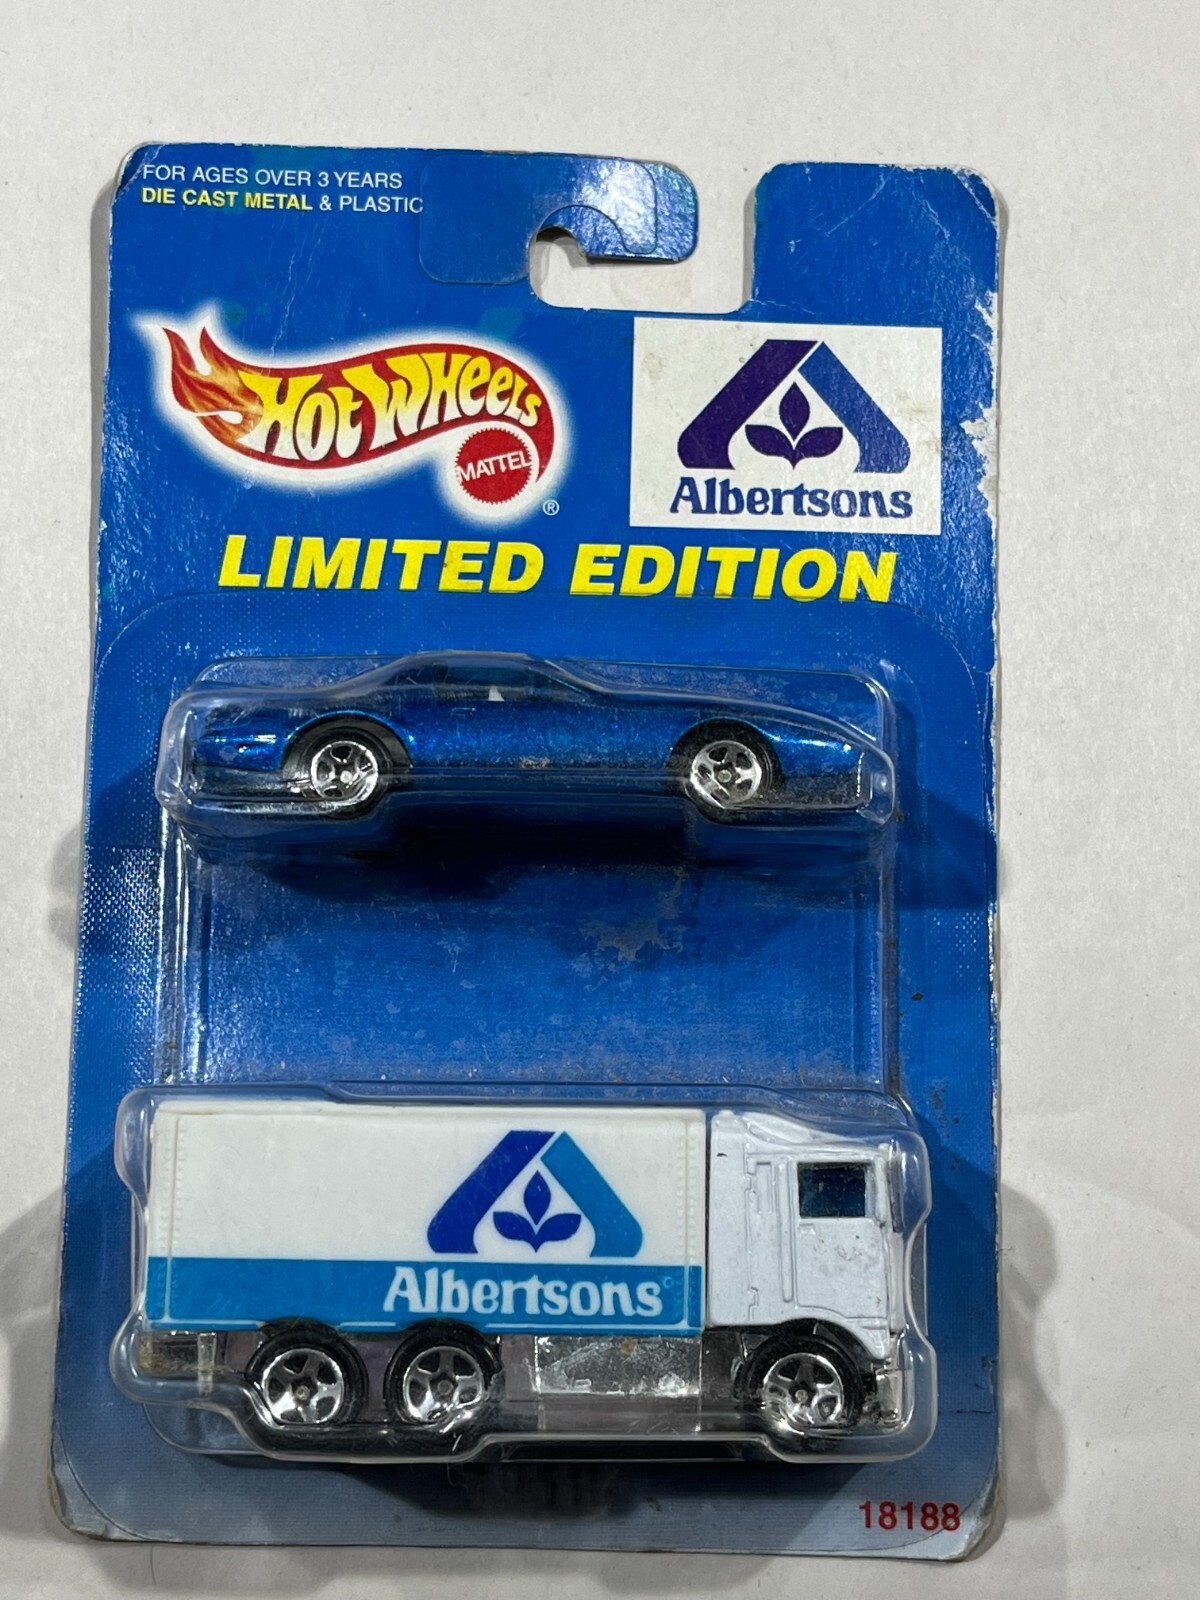 FOR AGES OVER 3 YEARS
DIE CAST METAL & PLASTIC
HOT WHEELS
MATTEL
®
Albertsons
LIMITED EDITION
Albertsons
18188